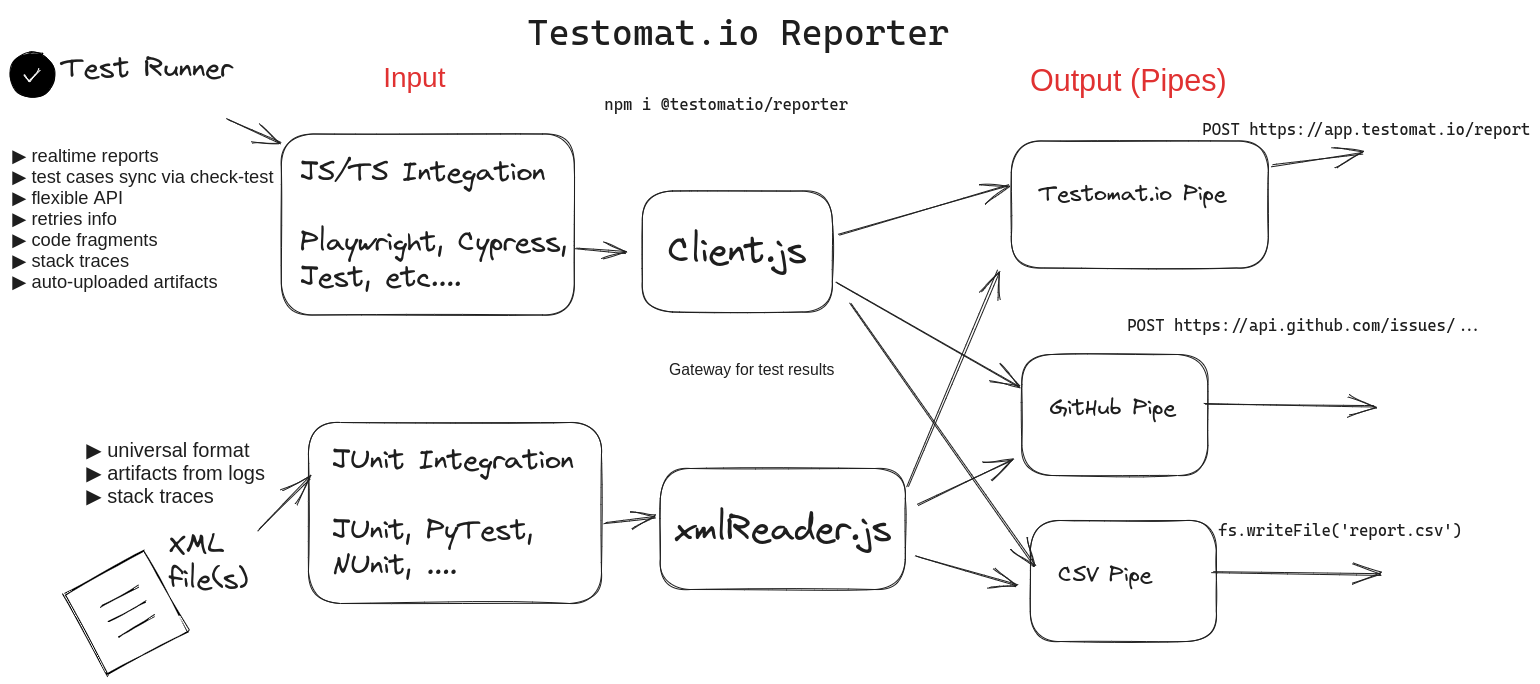 Testomat.io Reporter
Test Runner
Input
Output (Pipes)
npm i @testomatio/reporter
POST https://app.testomat.io/report
▶ realtime reports
▶ test cases sync via check-test
▶ flexible API
▶ retries info
▶ code fragments
▶ stack traces
▶ auto-uploaded artifacts
JS/TS Integation
Playwright, Cypress,
Jest, etc....
Client.js
Testomat.io Pipe
POST https://api.github.com/issues/...
Gateway for test results
GitHub Pipe
▶ universal format
▶ artifacts from logs
▶ stack traces
XML
file(s)
JUnit Integration
JUnit, PyTest,
NUnit, ....
xmlReader.js
fs.writeFile('report.csv')
CSV Pipe